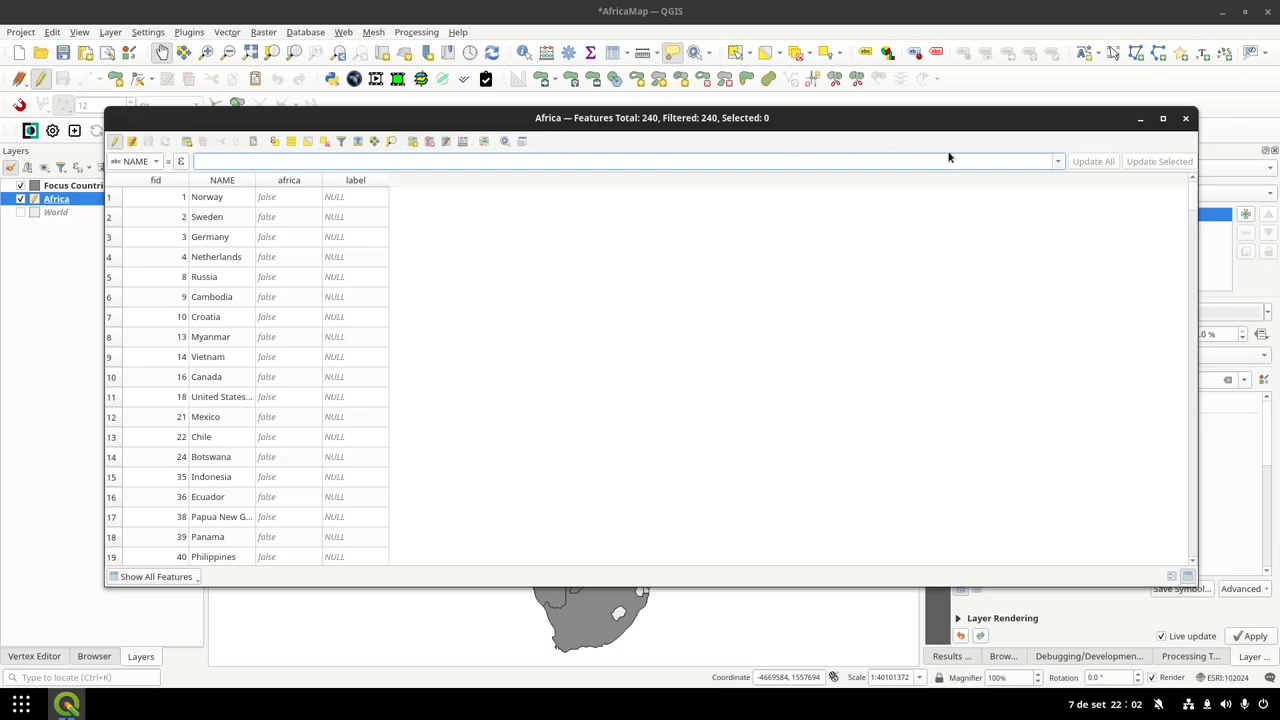 *AfricaMap — QGIS
Project Edit View Layer Settings Plugins Vector Raster Database Web Mesh Processing Help
12 px
Africa — Features Total: 240, Filtered: 240, Selected: 0
Layers
abc NAME = ε Update All Update Selected
Focus Countri
Africa
World
fid NAME africa label
1 1 Norway false NULL
2 2 Sweden false NULL
3 3 Germany false NULL
4 4 Netherlands false NULL
5 8 Russia false NULL
6 9 Cambodia false NULL
7 10 Croatia false NULL
8 13 Myanmar false NULL
9 14 Vietnam false NULL
10 16 Canada false NULL
11 18 United States... false NULL
12 21 Mexico false NULL
13 22 Chile false NULL
14 24 Botswana false NULL
15 35 Indonesia false NULL
16 36 Ecuador false NULL
17 38 Papua New G... false NULL
18 39 Panama false NULL
19 40 Philippines false NULL
.0 %
Show All Features
Save Symbol... Advanced
Layer Rendering
Live update Apply
Vertex Editor Browser Layers
Results ... Brow... Debugging/Developmen... Processing T... Layer ...
Type to locate (Ctrl+K)
Coordinate -4669584, 1557694 Scale 1:40101372 Magnifier 100% Rotation 0.0 ° Render ESRI:102024
7 de set 22:02